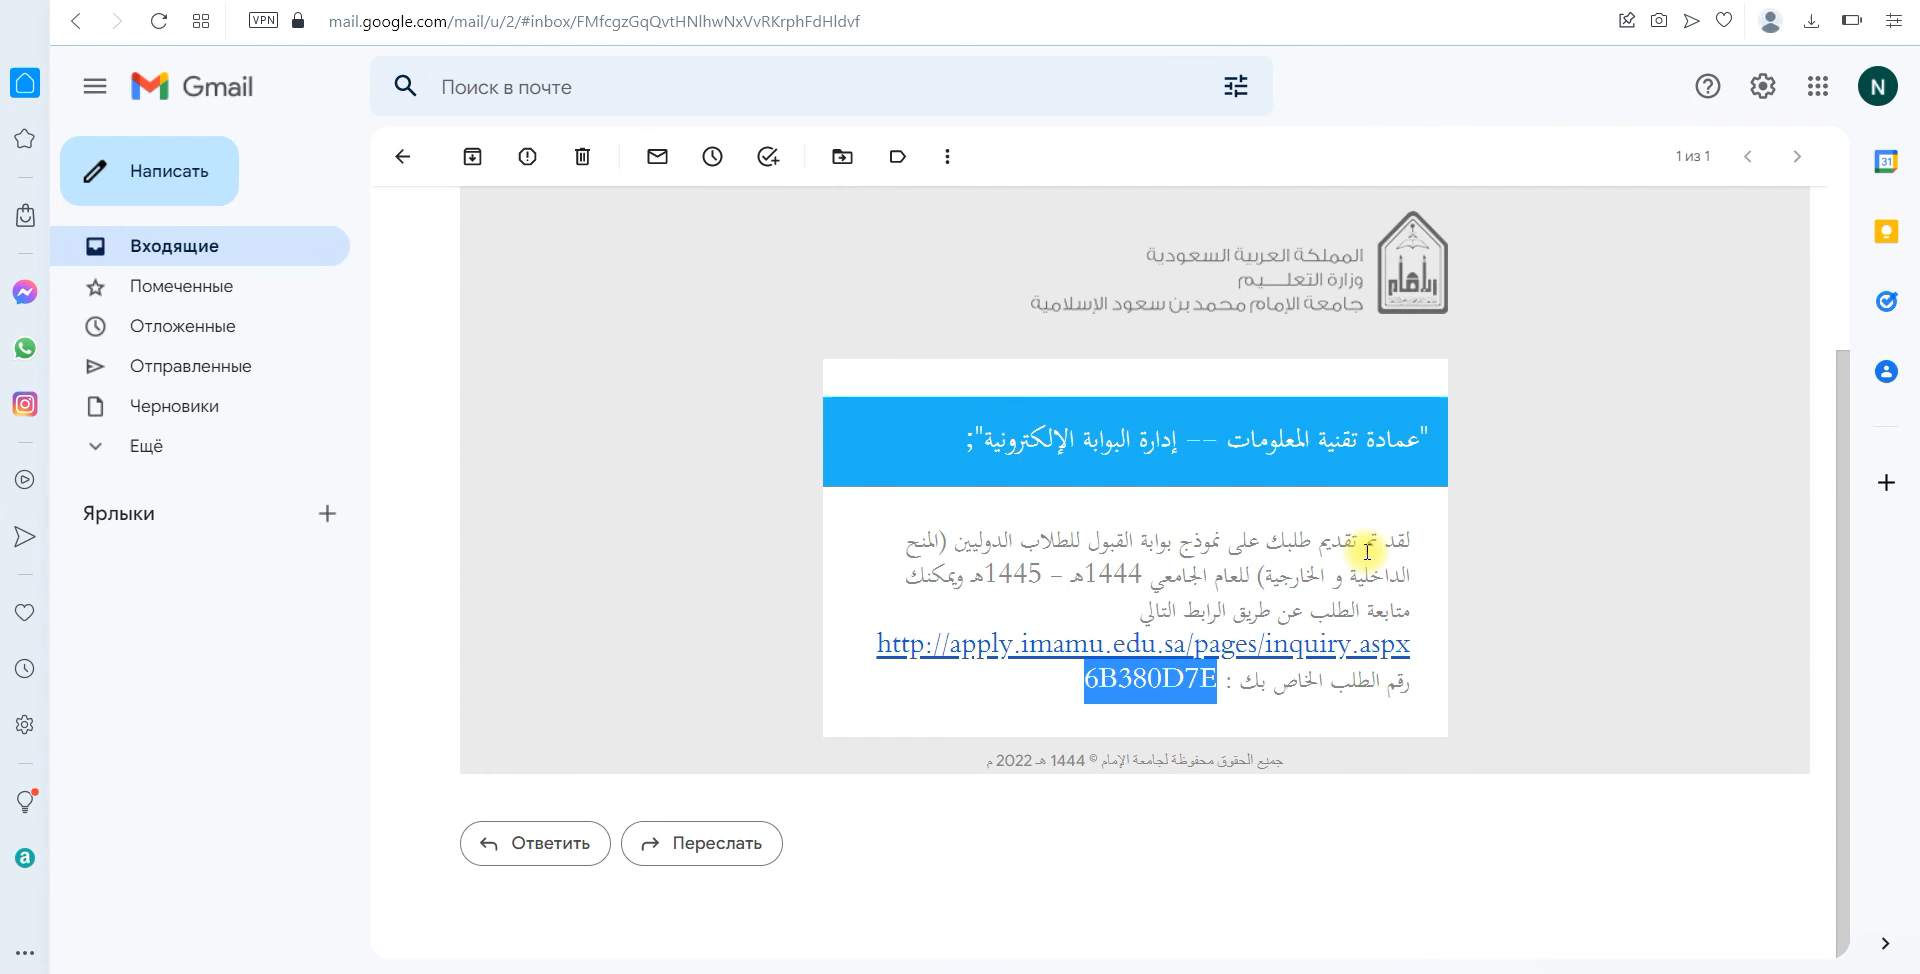 VPN
mail.google.com/mail/u/2/#inbox/FMfcgzGqQvtHNlhwNxVvRKrphFdHldvf
Gmail
Поиск в почте
N
Написать
1 из 1
31
Входящие
Помеченные
Отложенные
Отправленные
Черновики
Ещё
Ярлыки
المملكة العربية السعودية
وزارة التعلـــيم
جامعة الإمام محمد بن سعود الإسلامية
"عمادة تقنية المعلومات -- إدارة البوابة الإلكترونية";
لقد تم تقديم طلبك على نموذج بوابة القبول للطلاب الدوليين (المنح
الداخلية و الخارجية) للعام الجامعي 1444هـ - 1445هـ ويمكنك
متابعة الطلب عن طريق الرابط التالي
http://apply.imamu.edu.sa/pages/inquiry.aspx
رقم الطلب الخاص بك : 6B380D7E
جميع الحقوق محفوظة لجامعة الإمام © 1444 هـ 2022 م
Ответить
Переслать
a